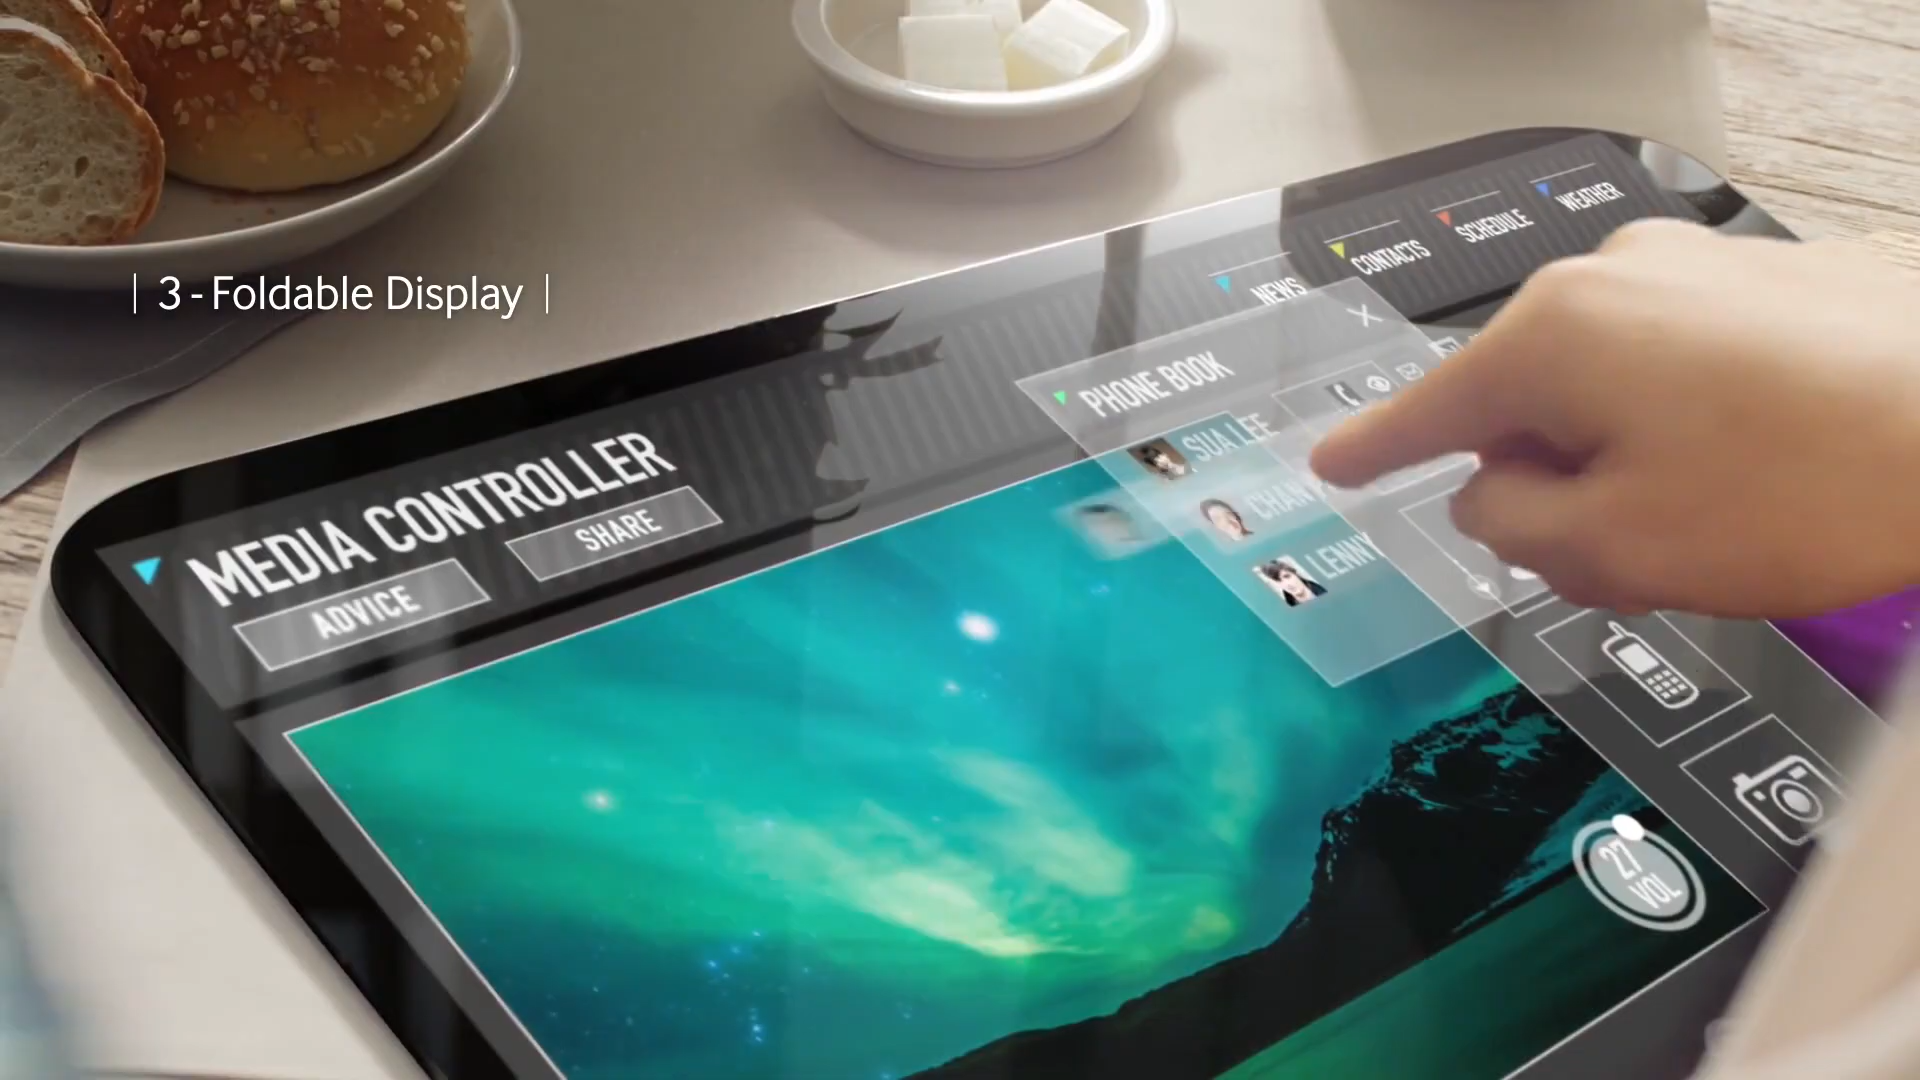 | 3 - Foldable Display |
NEWS
CONTACTS
SCHEDULE
WEATHER
MEDIA CONTROLLER
ADVICE
SHARE
PHONE BOOK
SUA LEE
LENNY
27
VOL